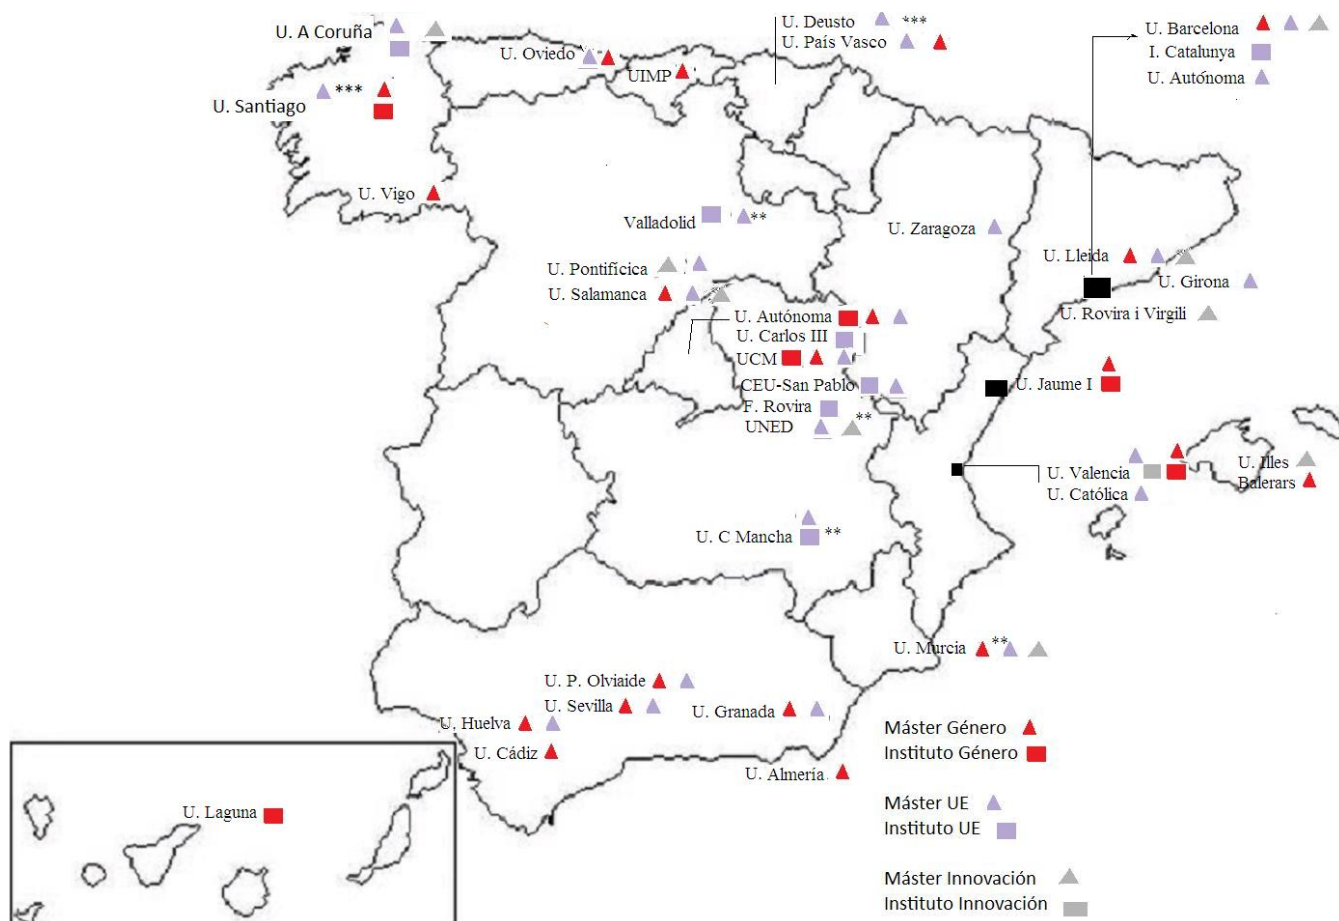 U. A Coruña
U. Oviedo
UIMP
U. Deusto ***
U. País Vasco
U. Barcelona
I. Catalunya
U. Autónoma
***
U. Santiago
U. Vigo
Valladolid **
U. Zaragoza
U. Pontifícica
U. Salamanca
U. Lleida
U. Girona
U. Rovira i Virgili
U. Autónoma
U. Carlos III
UCM
CEU-San Pablo
F. Rovira
UNED **
U. Jaume I
U. Valencia
U. Católica
U. Illes
Balerars
U. C Mancha **
U. Murcia **
U. P. Olviaide
U. Sevilla
U. Granada
U. Huelva
U. Cádiz
U. Almería
U. Laguna
Máster Género
Instituto Género
Máster UE
Instituto UE
Máster Innovación
Instituto Innovación